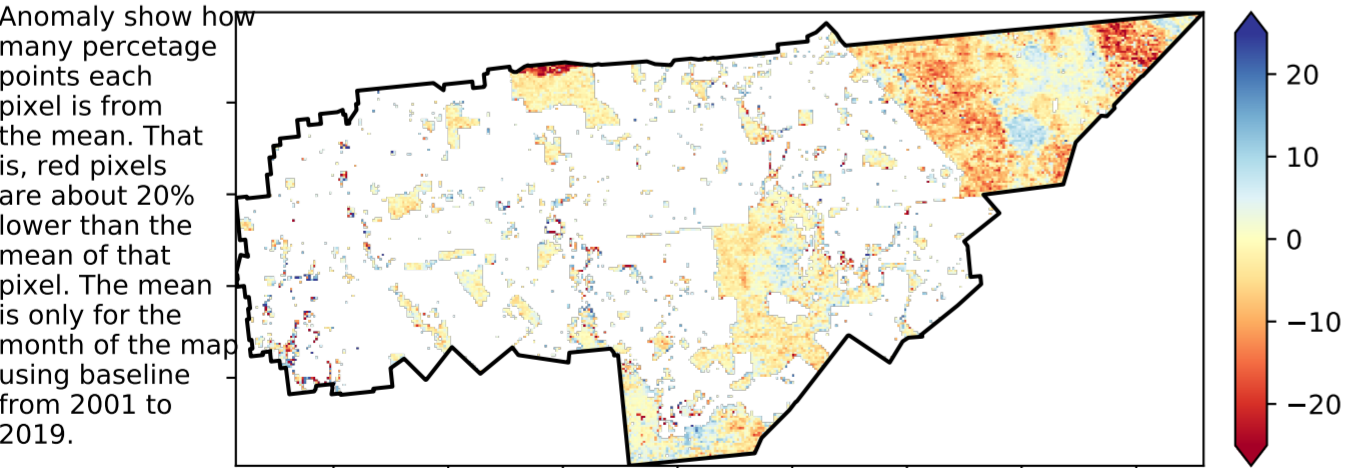 Anomaly show how
many percetage
points each
pixel is from
the mean. That
is, red pixels
are about 20%
lower than the
mean of that
pixel. The mean
is only for the
month of the map
using baseline
from 2001 to
2019.
20
10
0
−10
−20